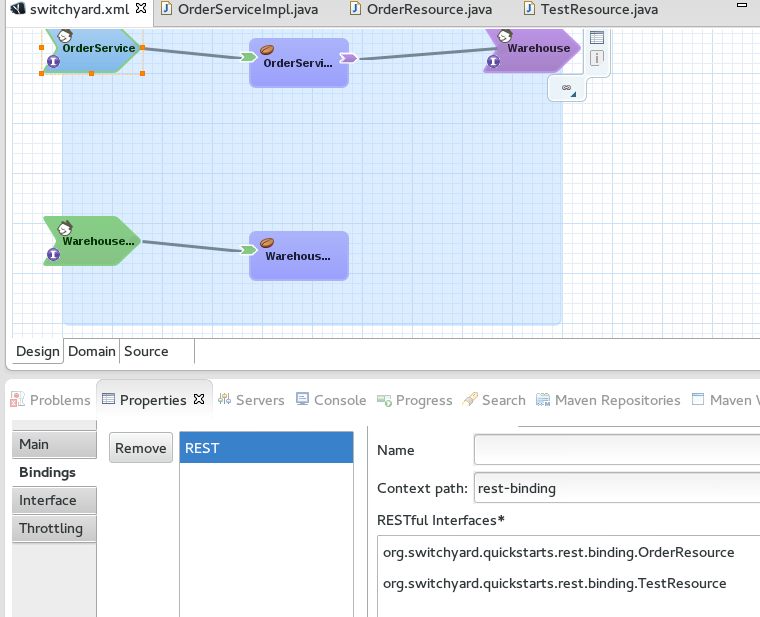 switchyard.xml OrderServiceImpl.java OrderResource.java TestResource.java
OrderService OrderServi... Warehouse
Warehouse... Warehous...
Design Domain Source
Problems Properties Servers Console Progress Search Maven Repositories Maven
Main
Bindings
Interface
Throttling
Remove
REST
Name
Context path: rest-binding
RESTful Interfaces*
org.switchyard.quickstarts.rest.binding.OrderResource
org.switchyard.quickstarts.rest.binding.TestResource